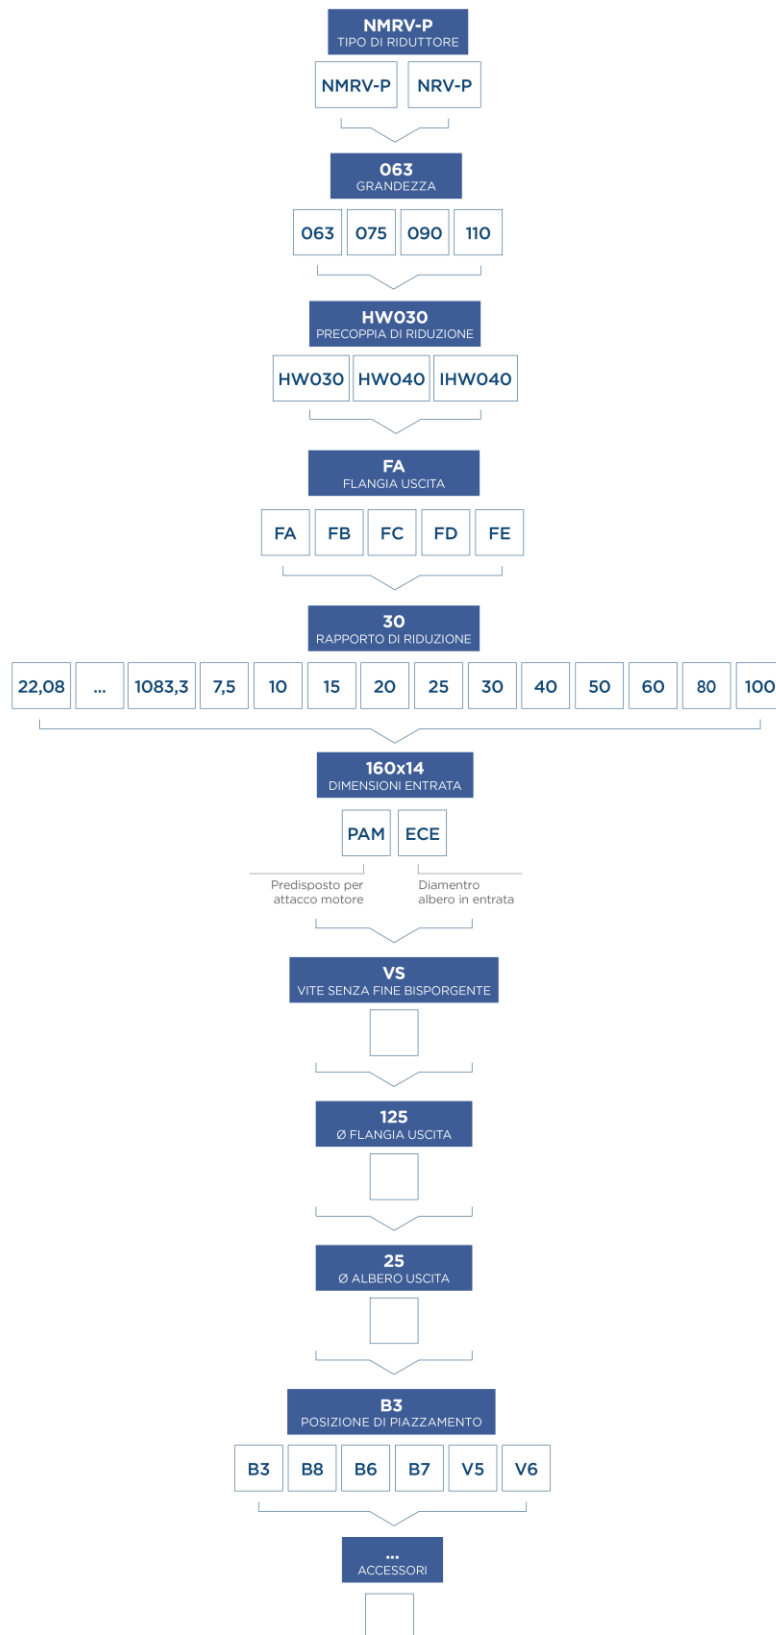 NMRV-P
TIPO DI RIDUTTORE
NMRV-P NRV-P
063
GRANDEZZA
063 075 090 110
HW030
PRECOPPIA DI RIDUZIONE
HW030 HW040 IHW040
FA
FLANGIA USCITA
FA FB FC FD FE
30
RAPPORTO DI RIDUZIONE
22,08 ... 1083,3 7,5 10 15 20 25 30 40 50 60 80 100
160x14
DIMENSIONI ENTRATA
PAM ECE
Predisposto per
attacco motore
Diamentro
albero in entrata
VS
VITE SENZA FINE BISPORGENTE
125
Ø FLANGIA USCITA
25
Ø ALBERO USCITA
B3
POSIZIONE DI PIAZZAMENTO
B3 B8 B6 B7 V5 V6
...
ACCESSORI